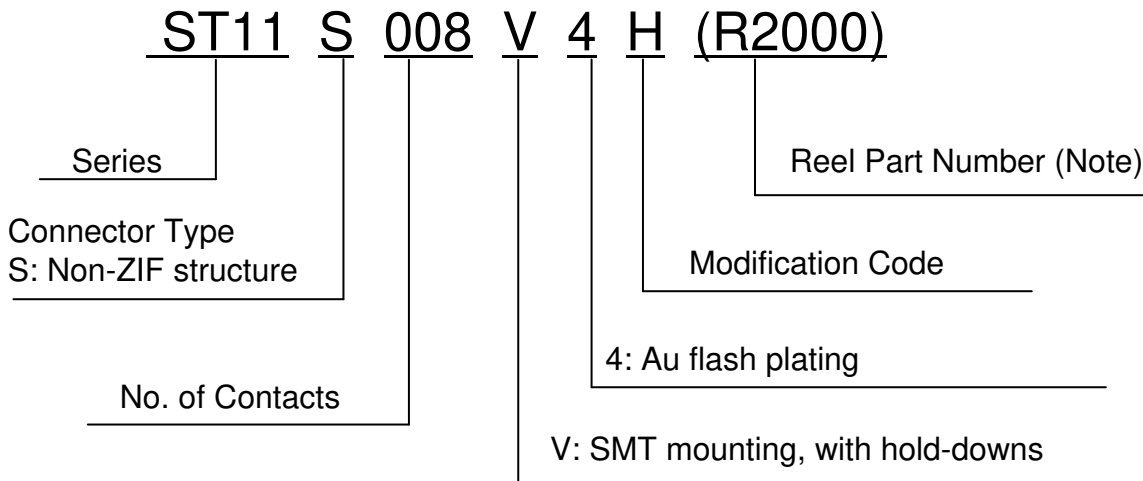 ST11 S 008 V 4 H (R2000)
Series
Reel Part Number (Note)
Connector Type
S: Non-ZIF structure
Modification Code
4: Au flash plating
No. of Contacts
V: SMT mounting, with hold-downs